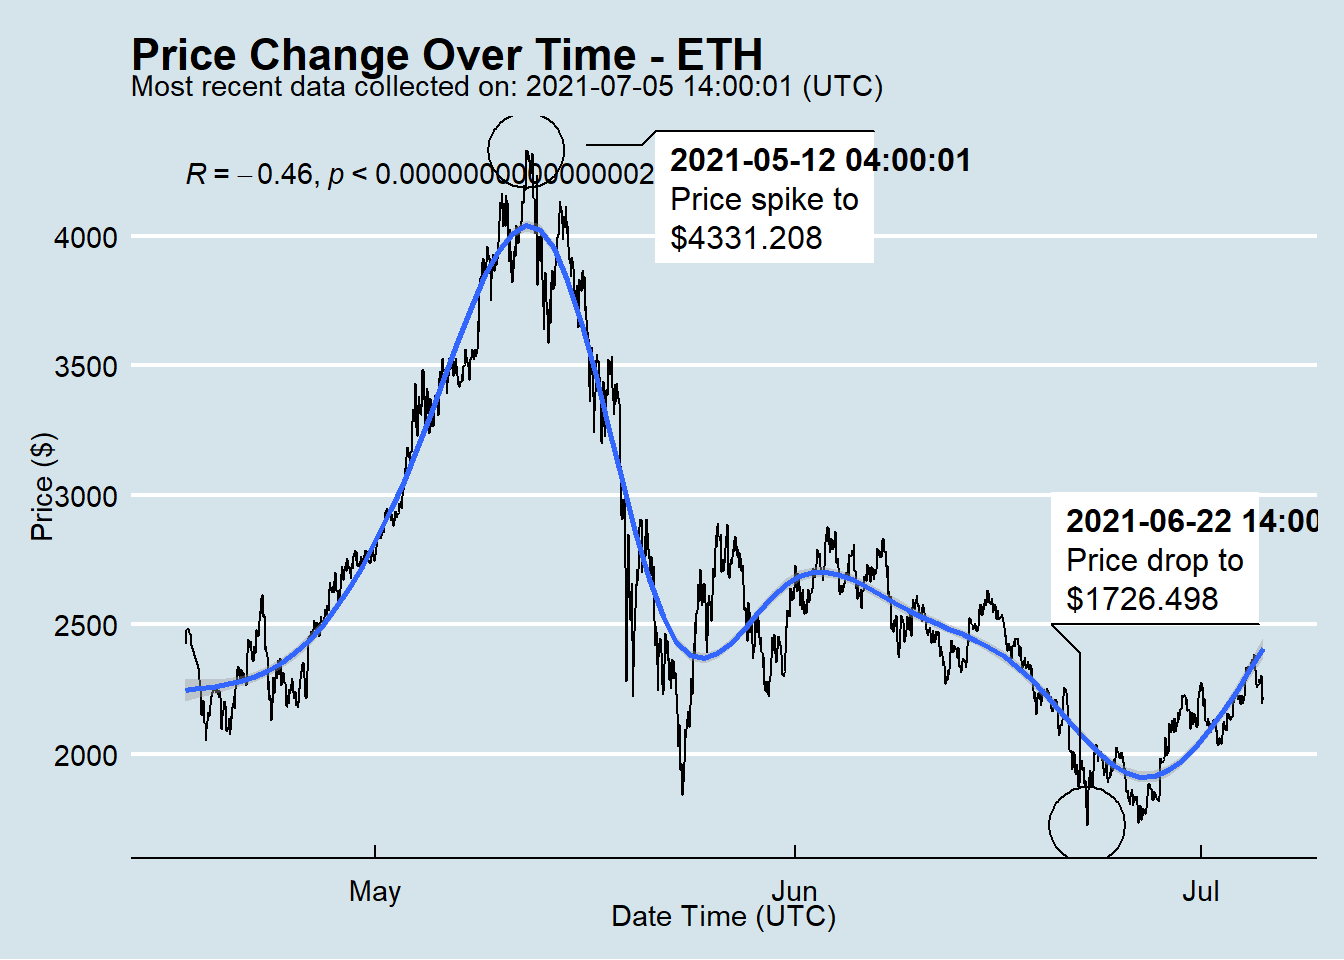 Price Change Over Time - ETH
Most recent data collected on: 2021-07-05 14:00:01 (UTC)
R = −0.46, p < 0.0000000000000002
2021-05-12 04:00:01
Price spike to
$4331.208
4000
3500
3000
2500
2000
Price ($)
2021-06-22 14:00
Price drop to
$1726.498
May
Jun
Jul
Date Time (UTC)